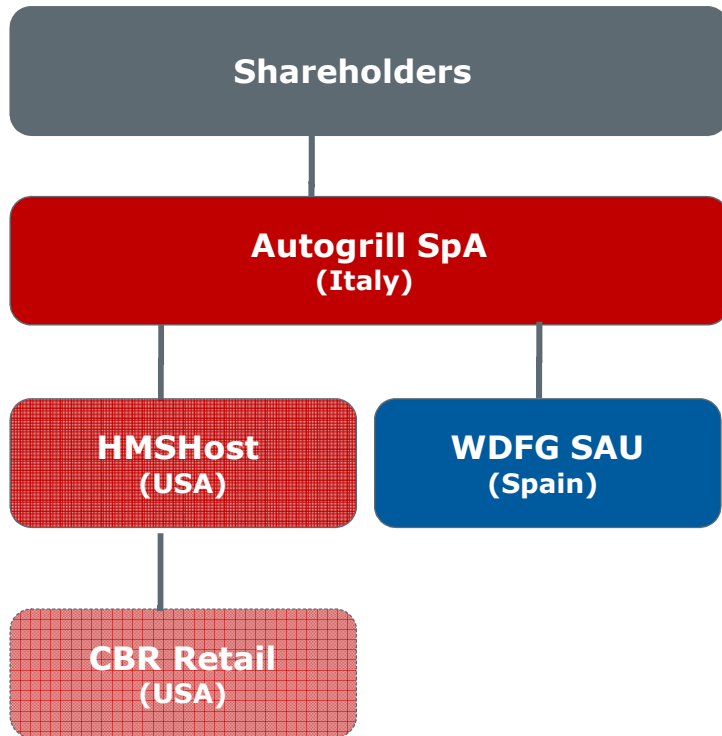 Shareholders
Autogrill SpA
(Italy)
HMSHost
(USA)
WDFG SAU
(Spain)
CBR Retail
(USA)